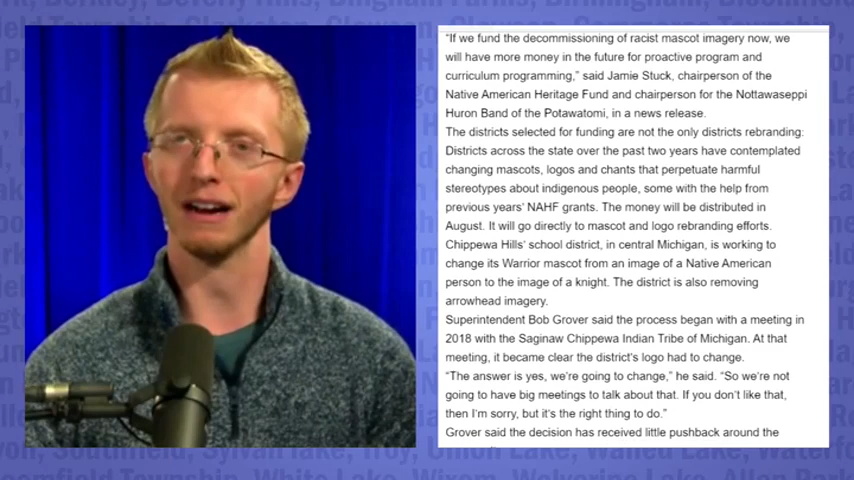 "If we fund the decommissioning of racist mascot imagery now, we
will have more money in the future for proactive program and
curriculum programming," said Jamie Stuck, chairperson of the
Native American Heritage Fund and chairperson for the Nottawaseppi
Huron Band of the Potawatomi, in a news release.
The districts selected for funding are not the only districts rebranding:
Districts across the state over the past two years have contemplated
changing mascots, logos and chants that perpetuate harmful
stereotypes about indigenous people, some with the help from
previous years' NAHF grants. The money will be distributed in
August. It will go directly to mascot and logo rebranding efforts.
Chippewa Hills' school district, in central Michigan, is working to
change its Warrior mascot from an image of a Native American
person to the image of a knight. The district is also removing
arrowhead imagery.
Superintendent Bob Grover said the process began with a meeting in
2018 with the Saginaw Chippewa Indian Tribe of Michigan. At that
meeting, it became clear the district's logo had to change.
"The answer is yes, we're going to change," he said. "So we're not
going to have big meetings to talk about that. If you don't like that,
then I'm sorry, but it's the right thing to do."
Grover said the decision has received little pushback around the